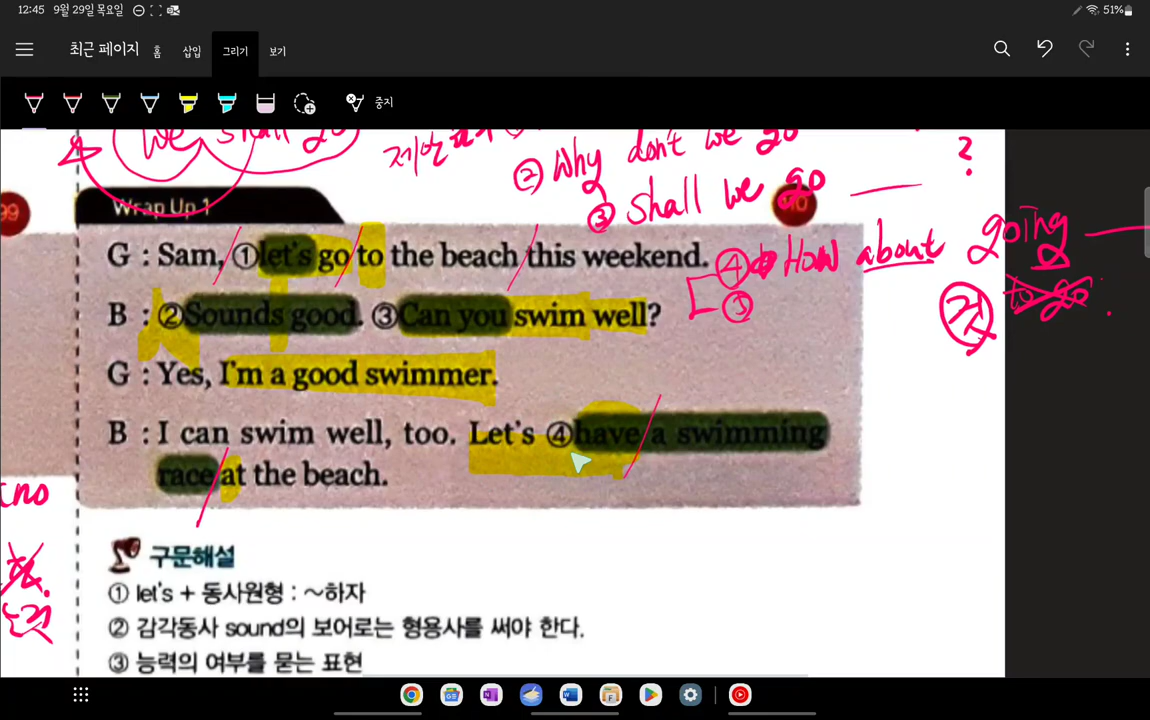 12:45 9월 29일 목요일 51%
최근 페이지 홈 삽입 그리기 보기
중지
we shall go
② Why don't we go ?
③ shall we go
99 Wrap Up 1
G : Sam, ①let's go to the beach this weekend.
④ How about going
B : ②Sounds good. ③Can you swim well?
⑤
to go
G : Yes, I'm a good swimmer.
B : I can swim well, too. Let's ④have a swimming
race at the beach.
구문해설
① let's + 동사원형 : ~하자
② 감각동사 sound의 보어로는 형용사를 써야 한다.
③ 능력의 여부를 묻는 표현